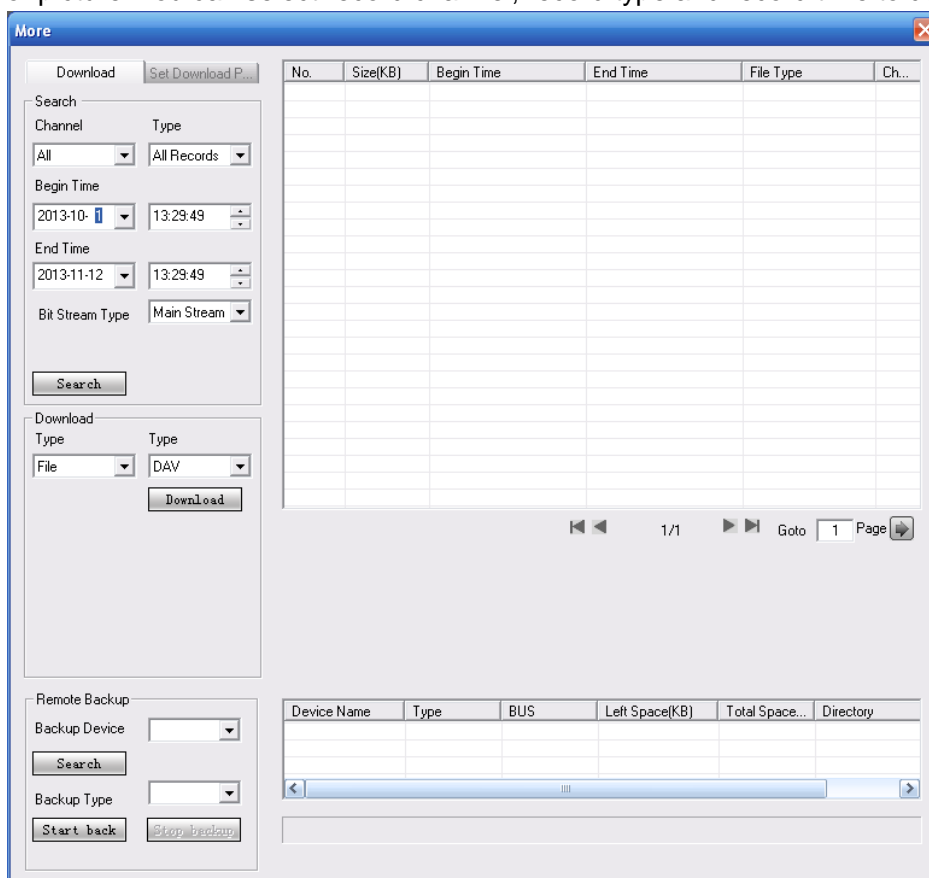 More
Download Set Download P...
Search
Channel Type
All All Records
Begin Time
2013-10- 1 13:29:49
End Time
2013-11-12 13:29:49
Bit Stream Type Main Stream
Search
Download
Type Type
File DAV
Download
No. Size(KB) Begin Time End Time File Type Ch...
1/1 Goto 1 Page
Remote Backup
Backup Device
Search
Backup Type
Start back Stop backup
Device Name Type BUS Left Space(KB) Total Space... Directory